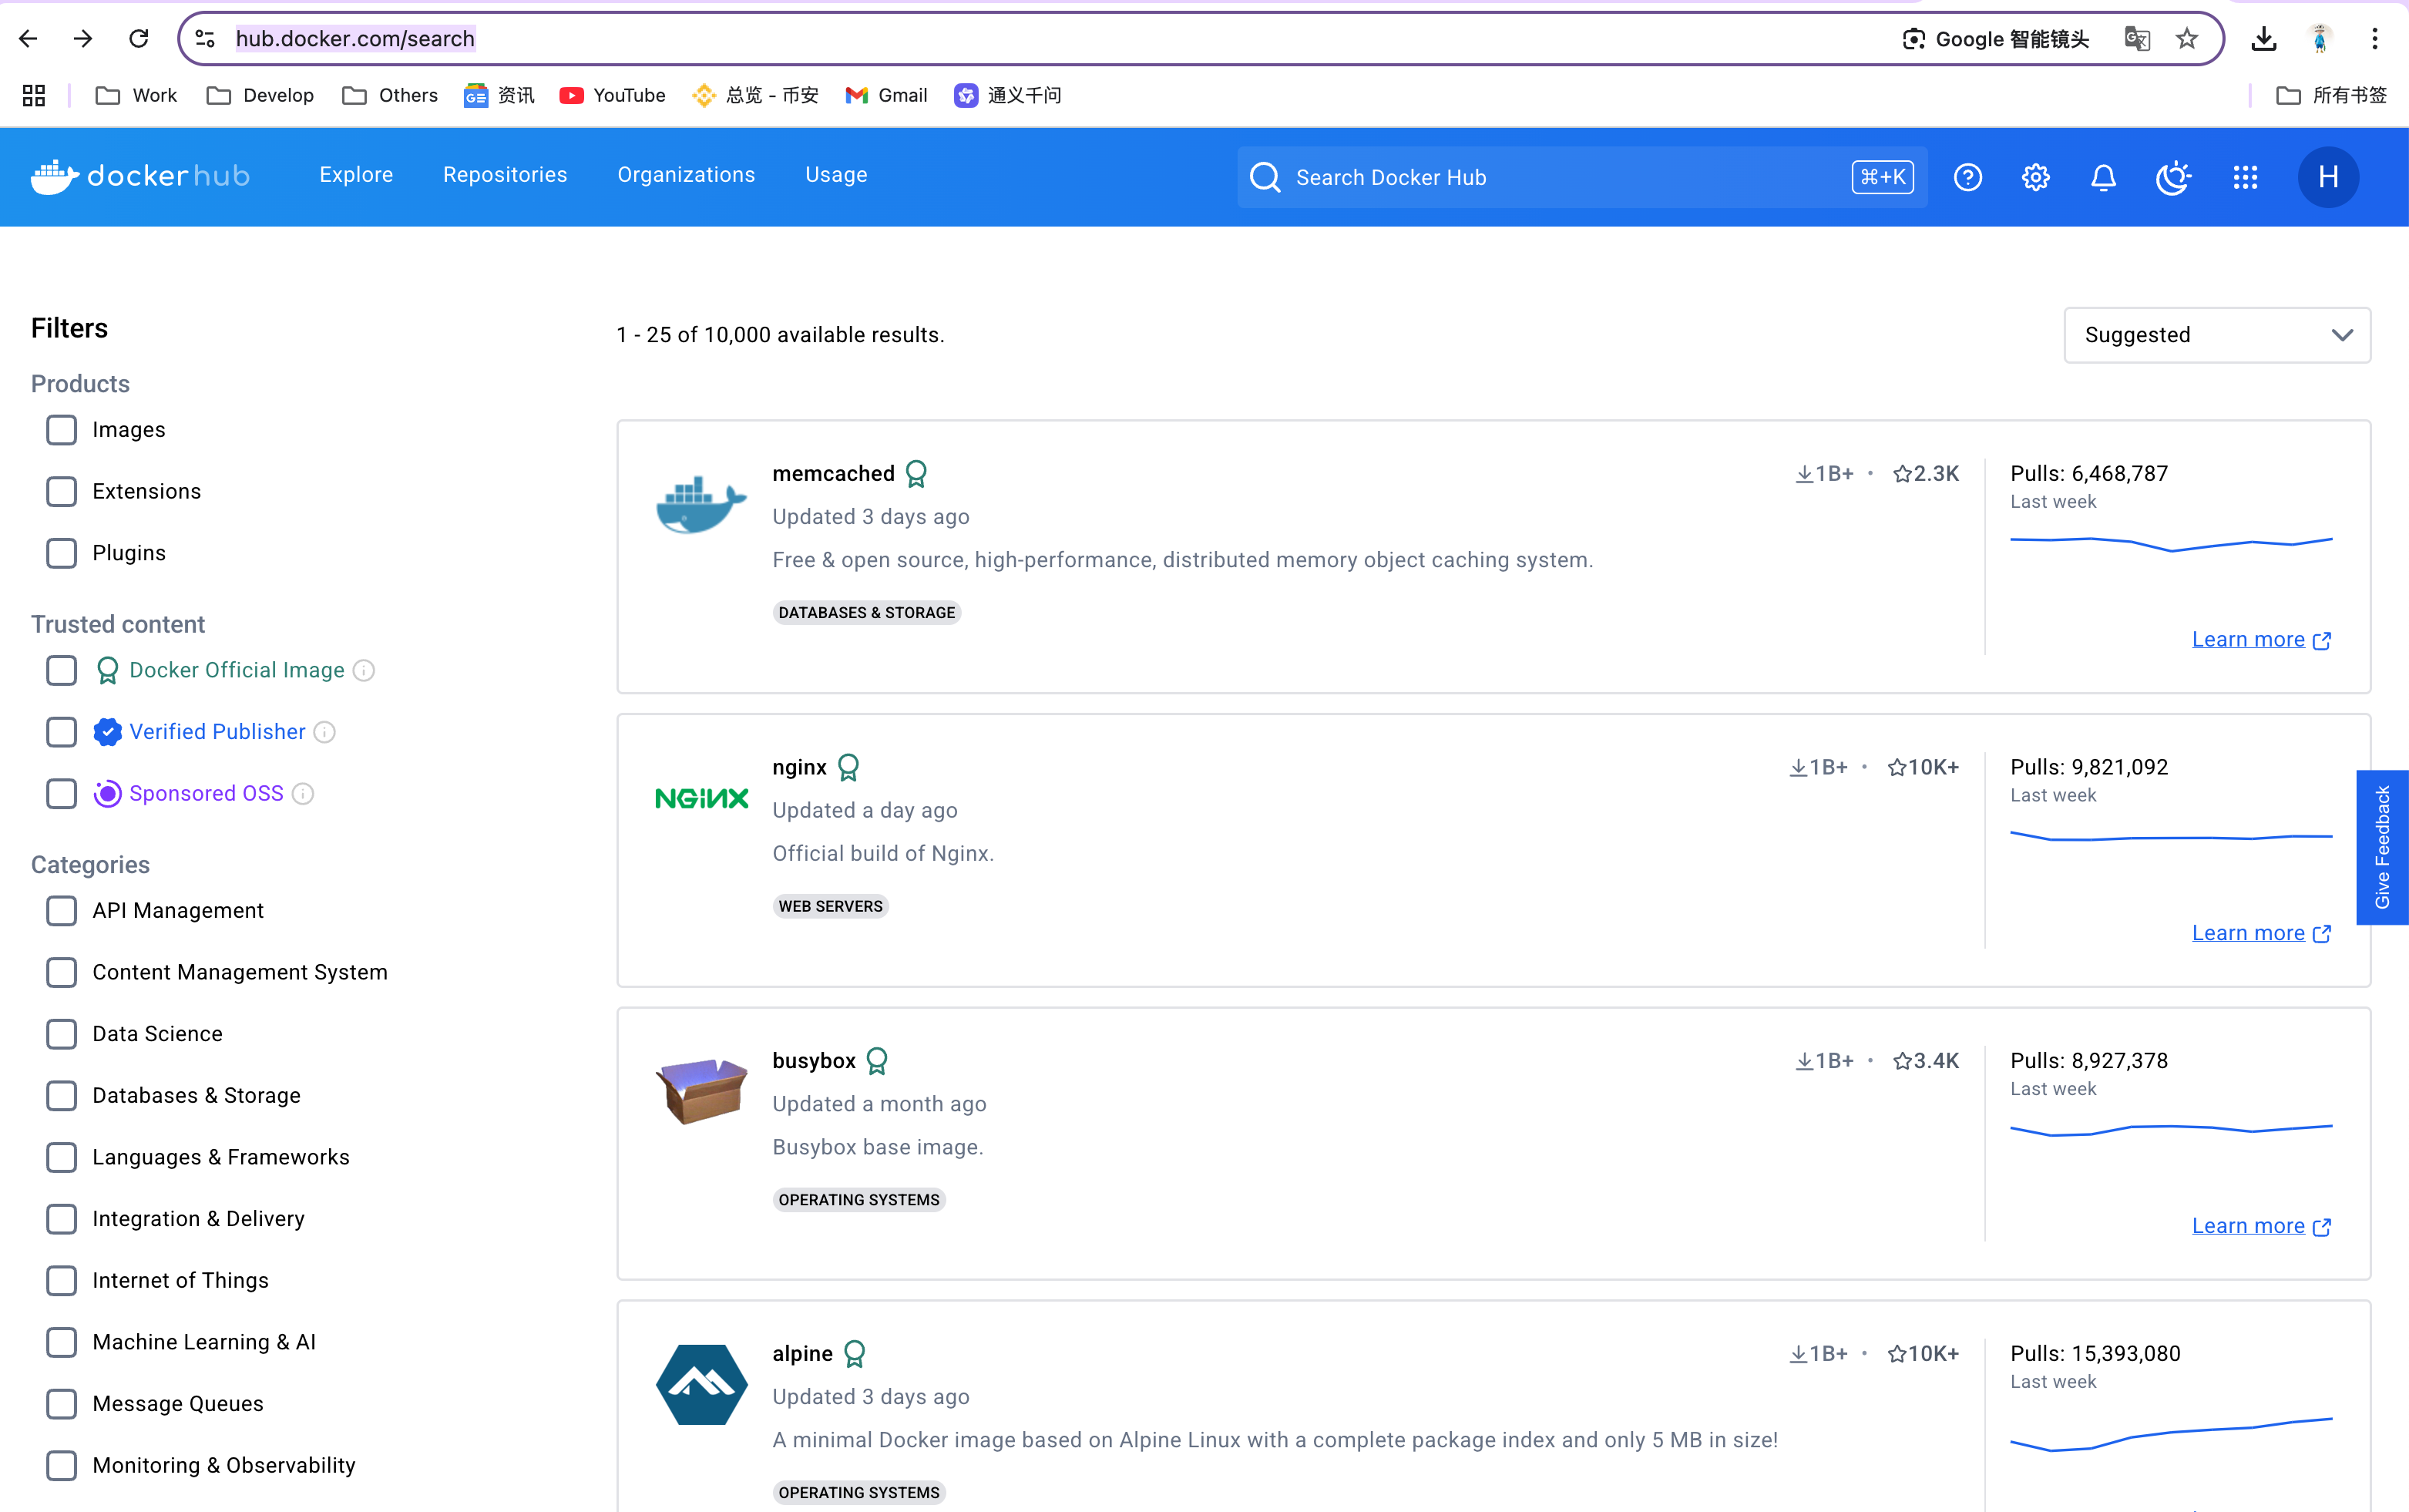 hub.docker.com/search
Google 智能镜头
Work
Develop
Others
资讯
YouTube
总览 - 币安
Gmail
通义千问
所有书签
dockerhub
Explore
Repositories
Organizations
Usage
Search Docker Hub
⌘+K
H
Filters
Products
Images
Extensions
Plugins
Trusted content
Docker Official Image
Verified Publisher
Sponsored OSS
Categories
API Management
Content Management System
Data Science
Databases & Storage
Languages & Frameworks
Integration & Delivery
Internet of Things
Machine Learning & AI
Message Queues
Monitoring & Observability
1 - 25 of 10,000 available results.
Suggested
memcached
1B+ • 2.3K
Updated 3 days ago
Free & open source, high-performance, distributed memory object caching system.
DATABASES & STORAGE
Pulls: 6,468,787
Last week
Learn more
NGINX
nginx
1B+ • 10K+
Updated a day ago
Official build of Nginx.
WEB SERVERS
Pulls: 9,821,092
Last week
Learn more
busybox
1B+ • 3.4K
Updated a month ago
Busybox base image.
OPERATING SYSTEMS
Pulls: 8,927,378
Last week
Learn more
alpine
1B+ • 10K+
Updated 3 days ago
A minimal Docker image based on Alpine Linux with a complete package index and only 5 MB in size!
OPERATING SYSTEMS
Pulls: 15,393,080
Last week
Give Feedback